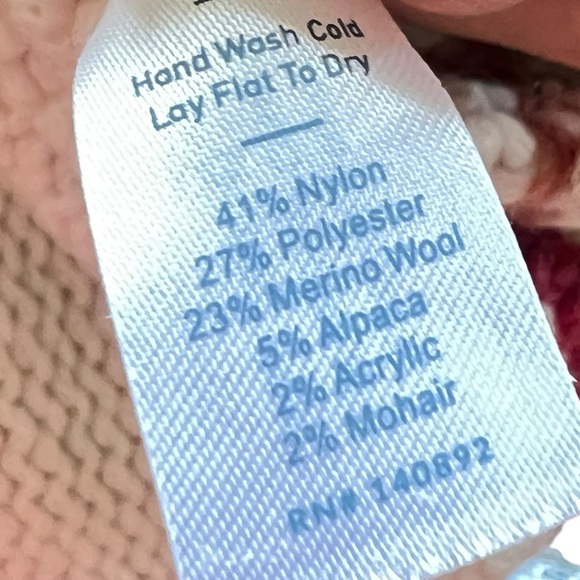 Hand Wash Cold
Lay Flat To Dry
41% Nylon
27% Polyester
23% Merino Wool
5% Alpaca
2% Acrylic
2% Mohair
RN# 140892